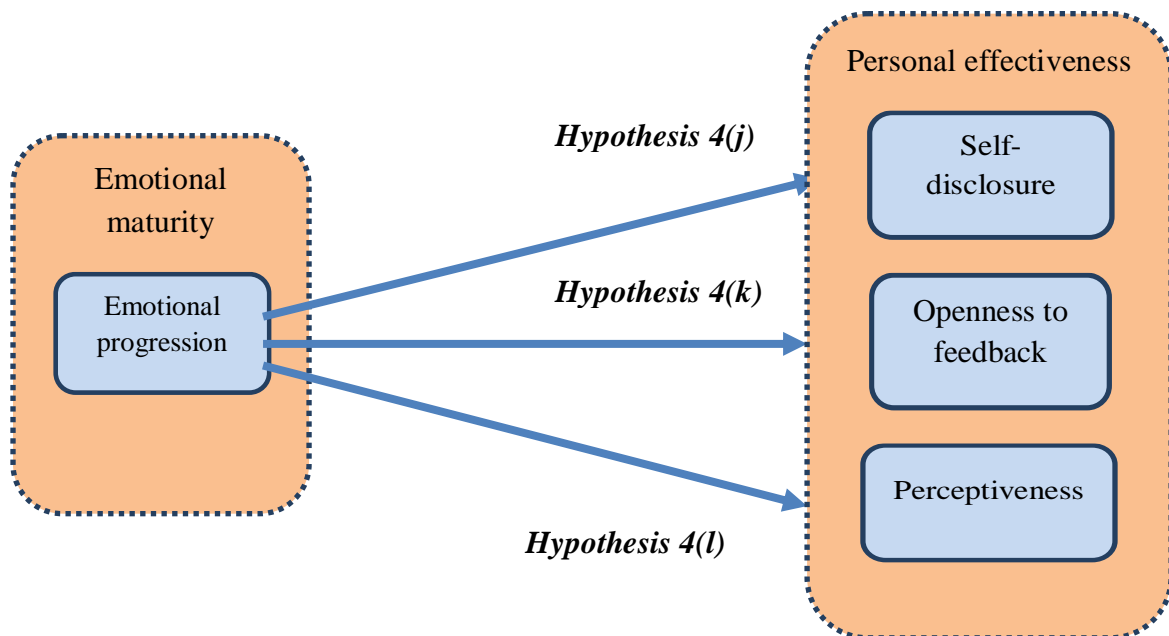 Emotional
maturity
Emotional
progression
Hypothesis 4(j)
Hypothesis 4(k)
Hypothesis 4(l)
Personal effectiveness
Self-
disclosure
Openness to
feedback
Perceptiveness